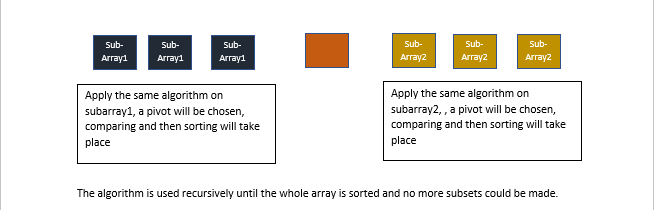 Sub-
Array1
Sub-
Array1
Sub-
Array1
Sub-
Array2
Sub-
Array2
Sub-
Array2
Apply the same algorithm on
subarray1, a pivot will be chosen,
comparing and then sorting will take
place
Apply the same algorithm on
subarray2, , a pivot will be chosen,
comparing and then sorting will take
place
The algorithm is used recursively until the whole array is sorted and no more subsets could be made.